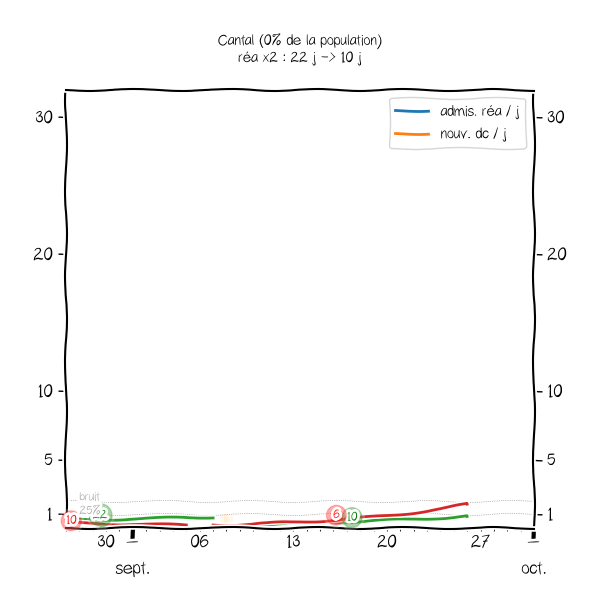 Cantal (0% de la population)
réa x2 : 22 j -> 10 j
admis. réa / j
nouv. dc / j
30 30
20 20
10 10
5 5
... bruit
25%
10 6 10
1 1
30 06 13 20 27
sept. oct.